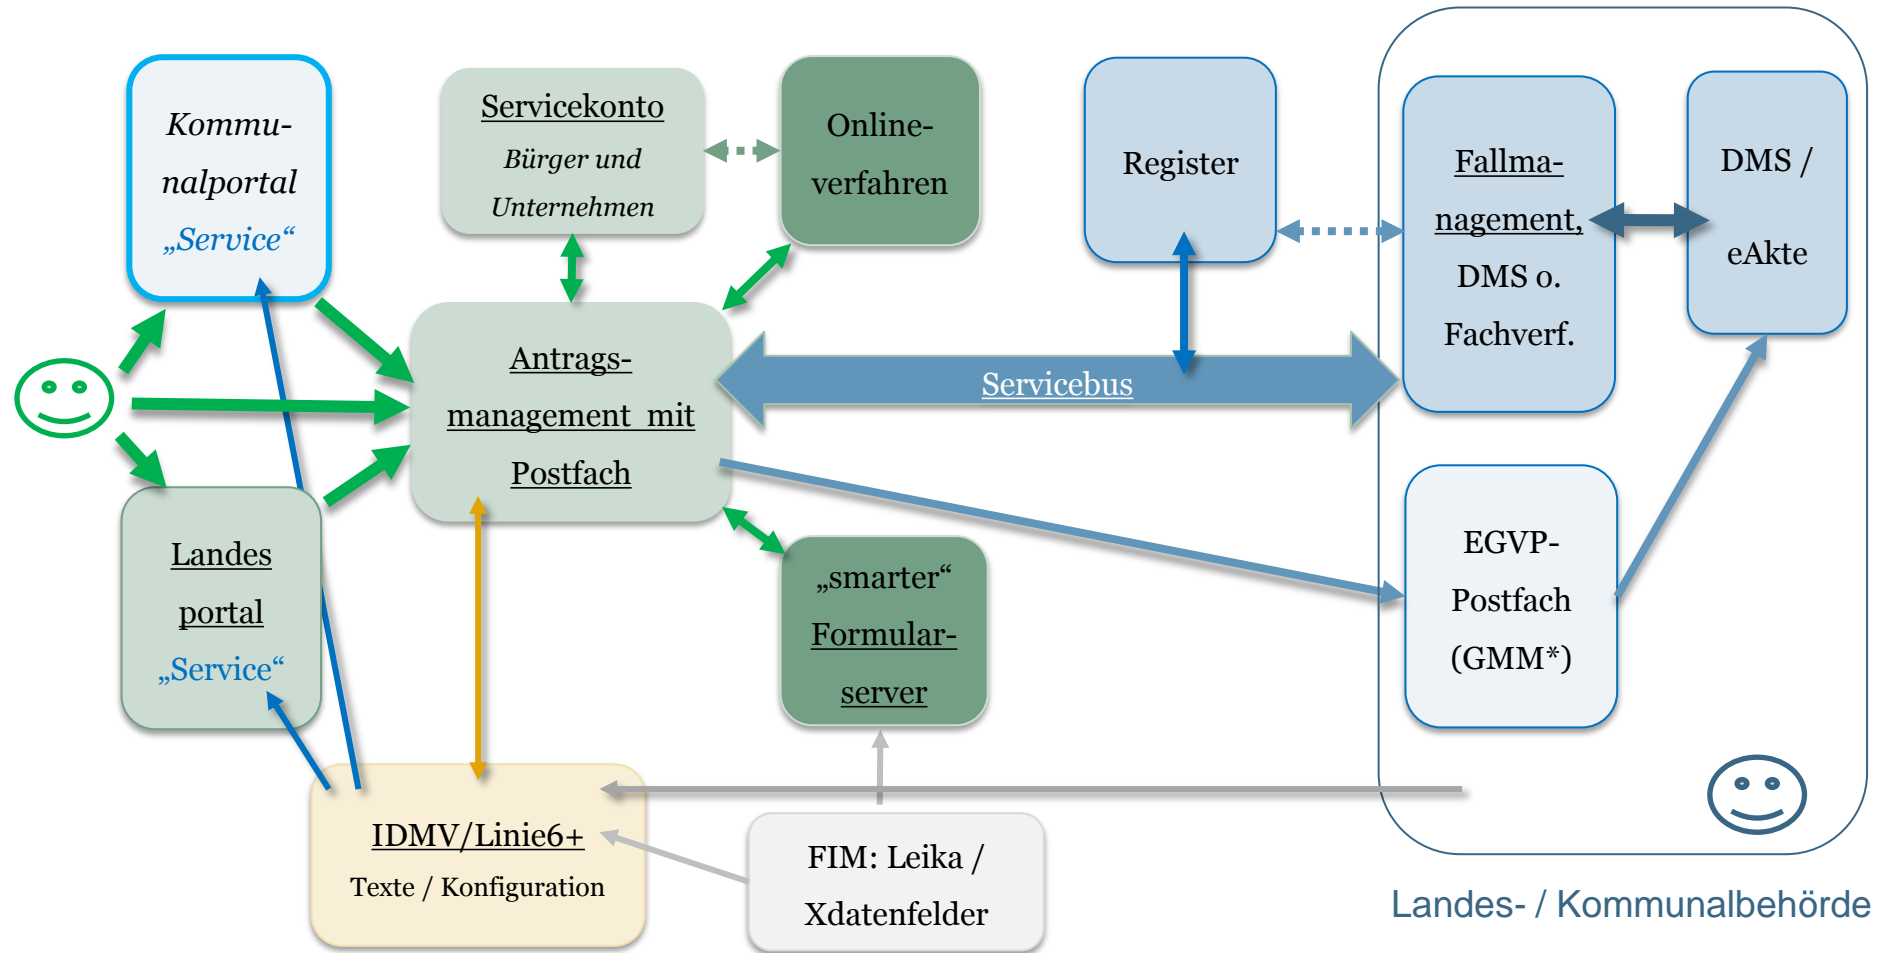 Kommu-
nalportal
„Service“
Servicekonto
Bürger und
Unternehmen
Online-
verfahren
Register
Fallma-
nagement,
DMS o.
Fachverf.
DMS /
eAkte
Antrags-
management mit
Postfach
Servicebus
Landes
portal
„Service“
„smarter“
Formular-
server
EGVP-
Postfach
(GMM*)
IDMV/Linie6+
Texte / Konfiguration
FIM: Leika /
Xdatenfelder
Landes- / Kommunalbehörde